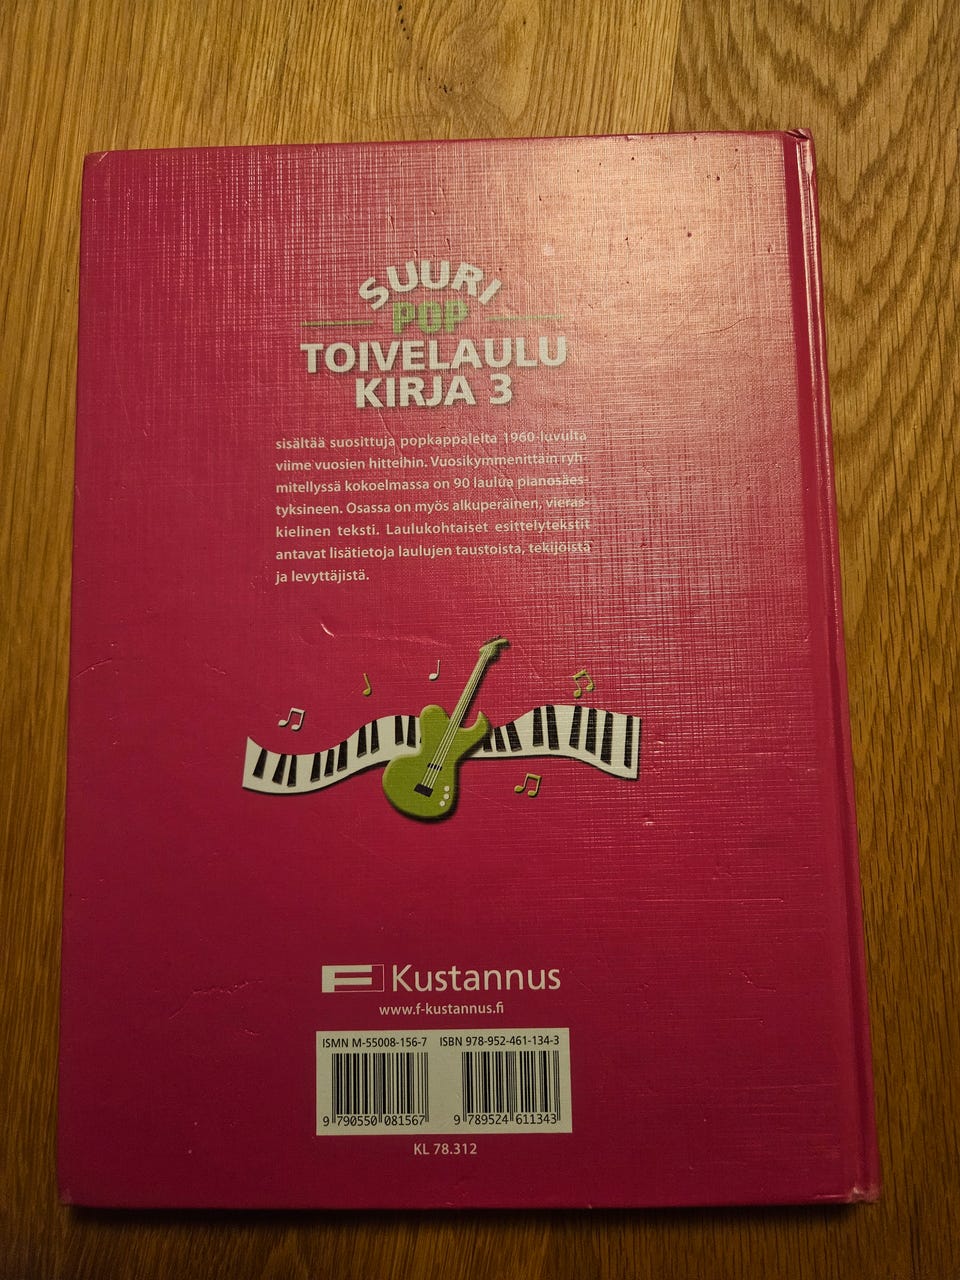 SUURI
POP
TOIVELAULU
KIRJA 3
sisältää suosittuja popkappaleita 1960-luvulta
viime vuosien hitteihin. Vuosikymmenittäin ryh-
mitellyssä kokoelmassa on 90 laulua pianosäes-
tyksineen. Osassa on myös alkuperäinen, vieras-
kielinen teksti. Laulukohtaiset esittelytekstit
antavat lisätietoja laulujen taustoista, tekijöistä
ja levyttäjistä.
F Kustannus
www.f-kustannus.fi
ISMN M-55008-156-7 ISBN 978-952-461-134-3
9 790550 081567 9 789524 611343
KL 78.312